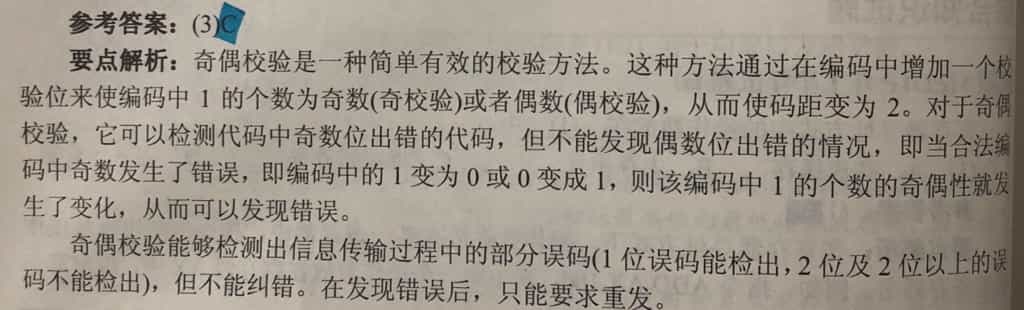 参考答案：(3)C
要点解析：奇偶校验是一种简单有效的校验方法。这种方法通过在编码中增加一个校
验位来使编码中 1 的个数为奇数(奇校验)或者偶数(偶校验)，从而使码距变为 2。对于奇偶
校验，它可以检测代码中奇数位出错的代码，但不能发现偶数位出错的情况，即当合法编
码中奇数发生了错误，即编码中的 1 变为 0 或 0 变成 1，则该编码中 1 的个数的奇偶性就发
生了变化，从而可以发现错误。
奇偶校验能够检测出信息传输过程中的部分误码(1 位误码能检出，2 位及 2 位以上的误
码不能检出)，但不能纠错。在发现错误后，只能要求重发。